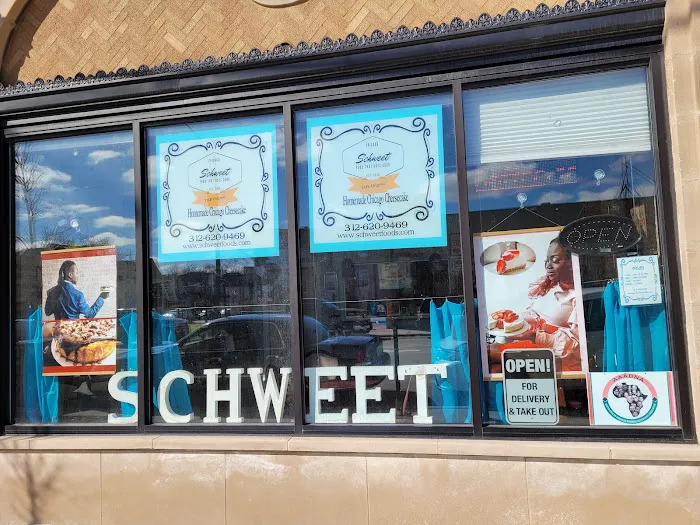 Schweet
Homemade Chicago Cheesecake
312-620-9469
www.schweetfoods.com
Schweet
Homemade Chicago Cheesecake
312-620-9469
www.schweetfoods.com
OPEN
OPEN!
FOR
DELIVERY
& TAKE OUT
SCHWEET